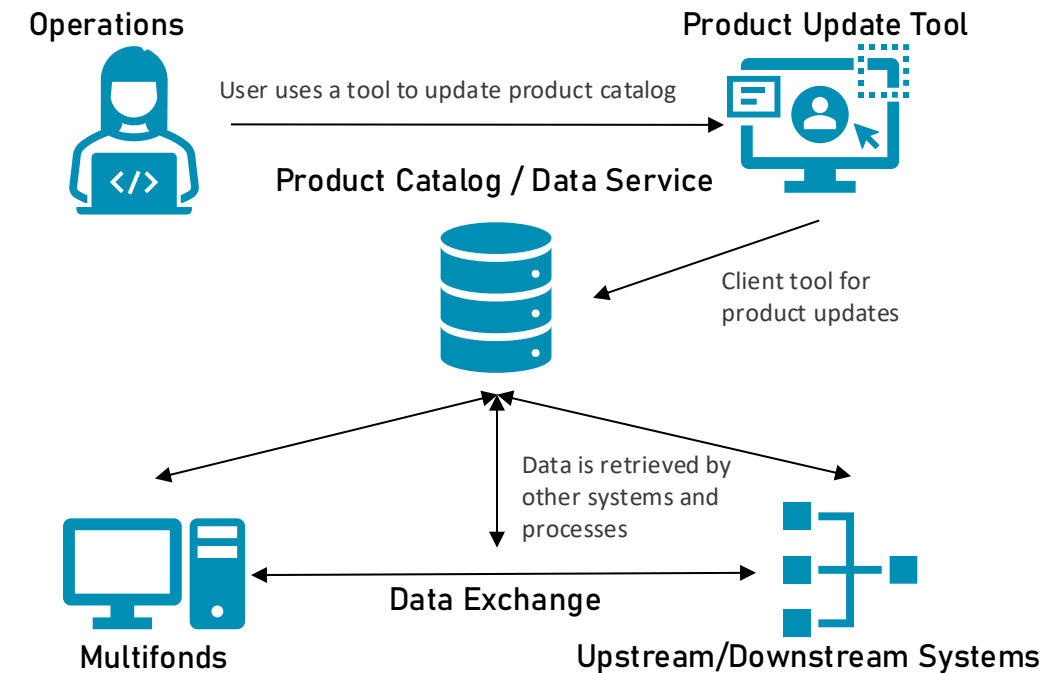 Operations
Product Update Tool
User uses a tool to update product catalog
</>
Product Catalog / Data Service
Client tool for
product updates
Data is retrieved by
other systems and
processes
Data Exchange
Multifonds
Upstream/Downstream Systems